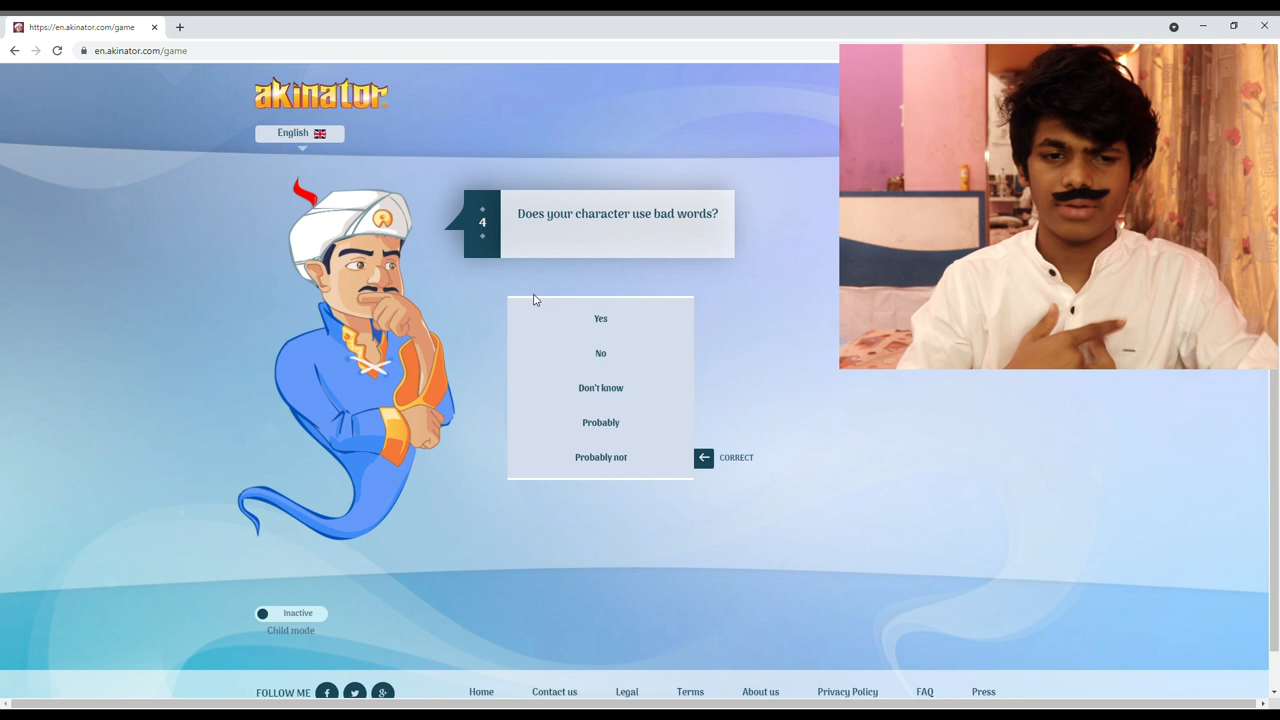 https://en.akinator.com/game
en.akinator.com/game
akinator
English
4
Does your character use bad words?
Yes
No
Don't know
Probably
Probably not
CORRECT
Inactive
Child mode
FOLLOW ME
Home Contact us Legal Terms About us Privacy Policy FAQ Press